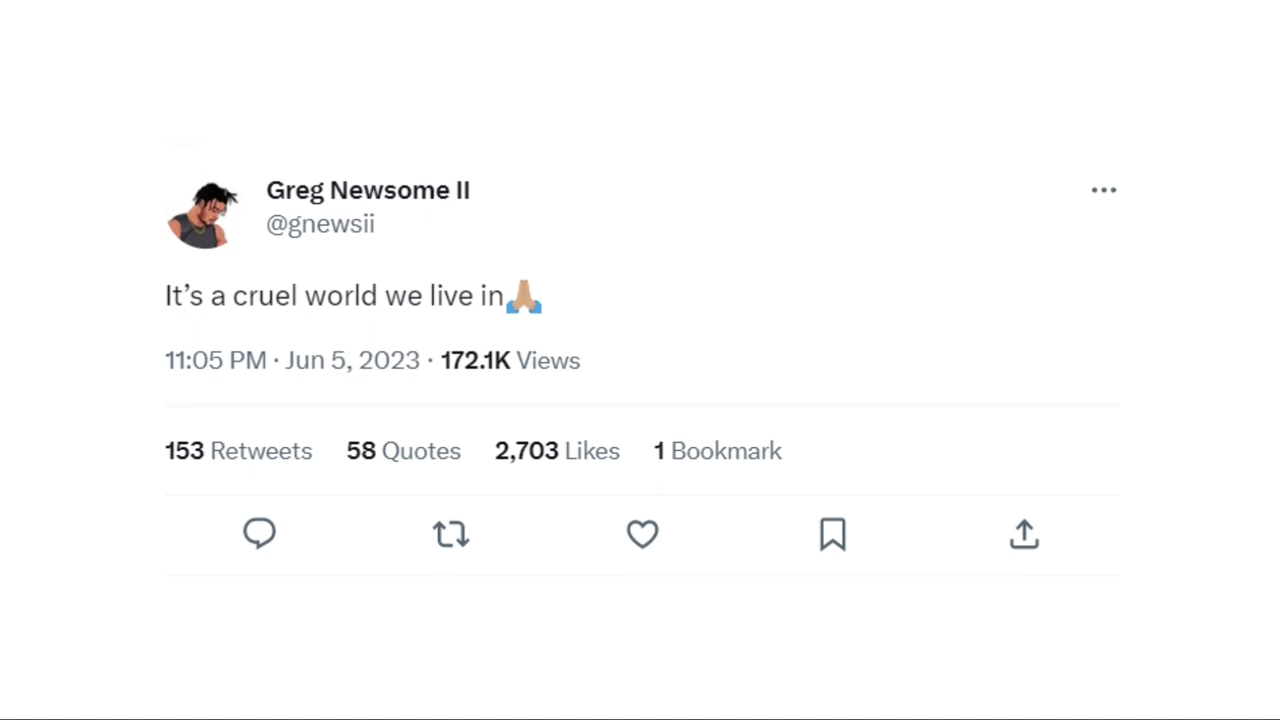 Greg Newsome II
@gnewsii
It’s a cruel world we live in🙏🏼
11:05 PM · Jun 5, 2023 · 172.1K Views
153 Retweets 58 Quotes 2,703 Likes 1 Bookmark